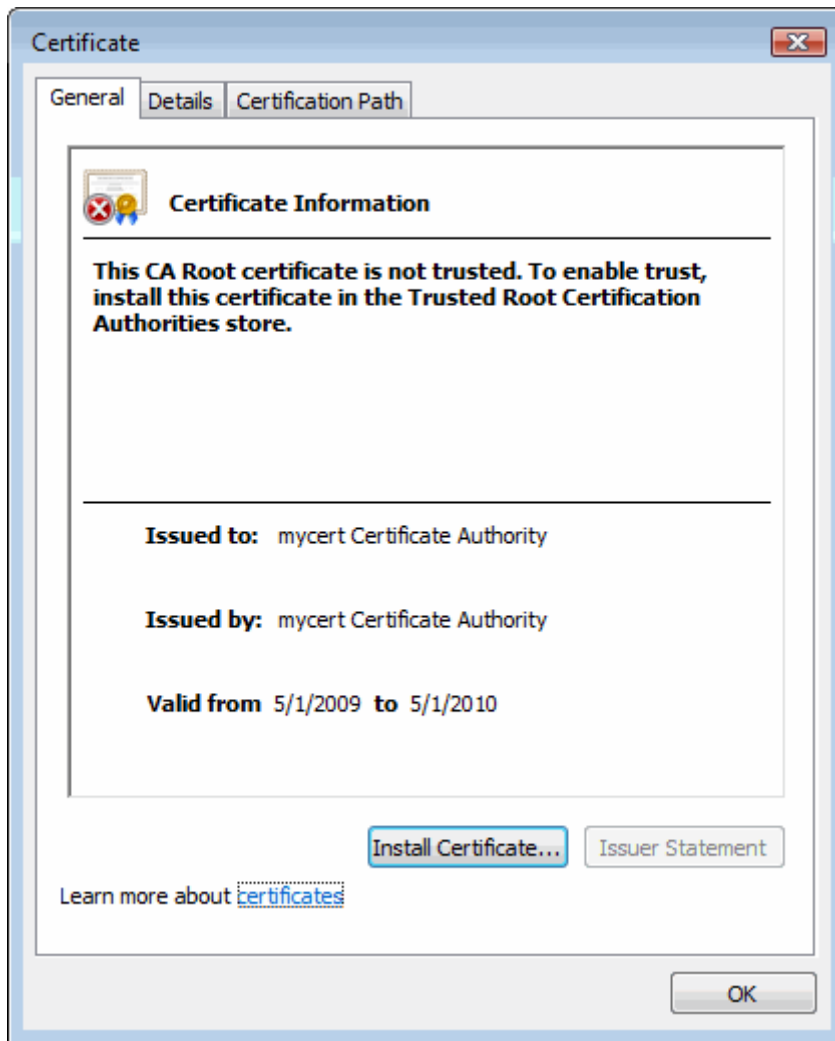 Certificate
General Details Certification Path
Certificate Information
This CA Root certificate is not trusted. To enable trust,
install this certificate in the Trusted Root Certification
Authorities store.
Issued to: mycert Certificate Authority
Issued by: mycert Certificate Authority
Valid from 5/1/2009 to 5/1/2010
Install Certificate... Issuer Statement
Learn more about certificates
OK